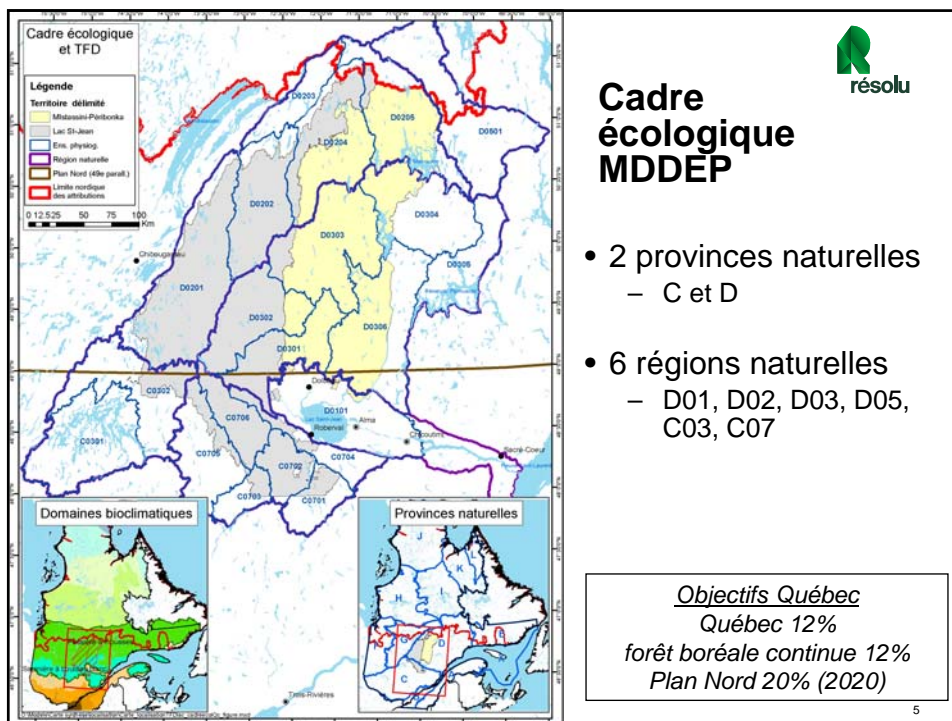 Cadre écologique
et TFD
Légende
Territoire délimité
Mistassini-Péribonka
Lac St-Jean
Ens. physiog.
Région naturelle
Plan Nord (49e parall.)
Limite nordique
des attributions
0 12.5 25 50 75 100
Km
D0203
D0205
D0501
D0204
D0202
D0304
D0303
D0305
Chibougamau
D0201
D0302
D0306
D0301
C0302
Dolbeau
D0101
Lac Saint-Jean
Alma
C0706
Roberval
Chicoutimi
C0301
Sacré-Coeur
C0705
C0704
C0702
C0703
C0701
Trois-Rivières
Domaines bioclimatiques
Provinces naturelles
J
L
K
H
I
G
D
E
C
résolu
Cadre
écologique
MDDEP
• 2 provinces naturelles
– C et D
• 6 régions naturelles
– D01, D02, D03, D05,
C03, C07
Objectifs Québec
Québec 12%
forêt boréale continue 12%
Plan Nord 20% (2020)
5